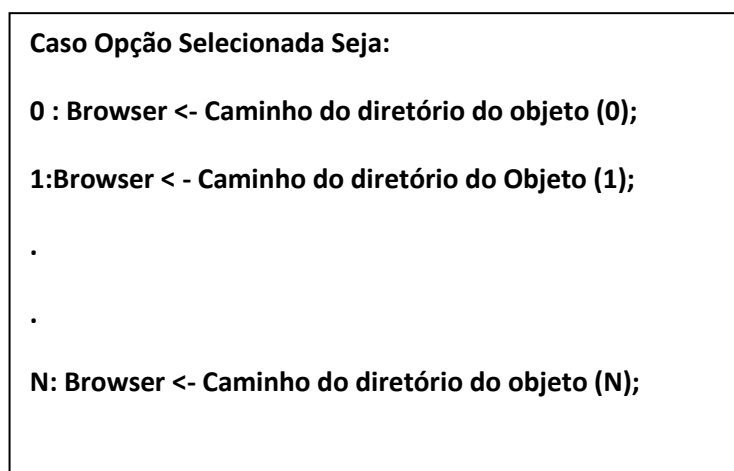 Caso Opção Selecionada Seja:
0 : Browser <- Caminho do diretório do objeto (0);
1:Browser < - Caminho do diretório do Objeto (1);
.
.
N: Browser <- Caminho do diretório do objeto (N);